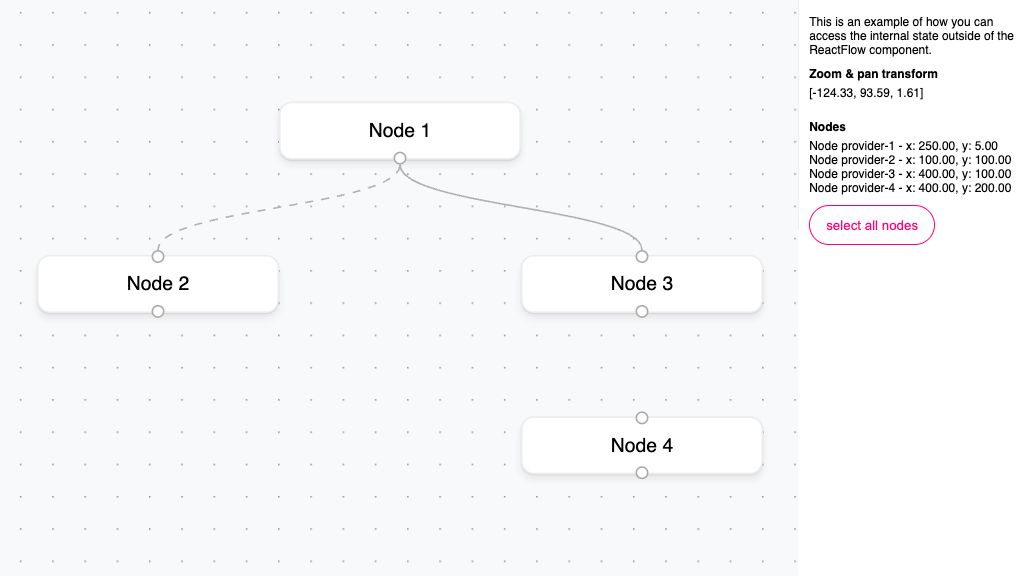 Node 1
Node 2
Node 3
Node 4
This is an example of how you can
access the internal state outside of the
ReactFlow component.
Zoom & pan transform
[-124.33, 93.59, 1.61]
Nodes
Node provider-1 - x: 250.00, y: 5.00
Node provider-2 - x: 100.00, y: 100.00
Node provider-3 - x: 400.00, y: 100.00
Node provider-4 - x: 400.00, y: 200.00
select all nodes